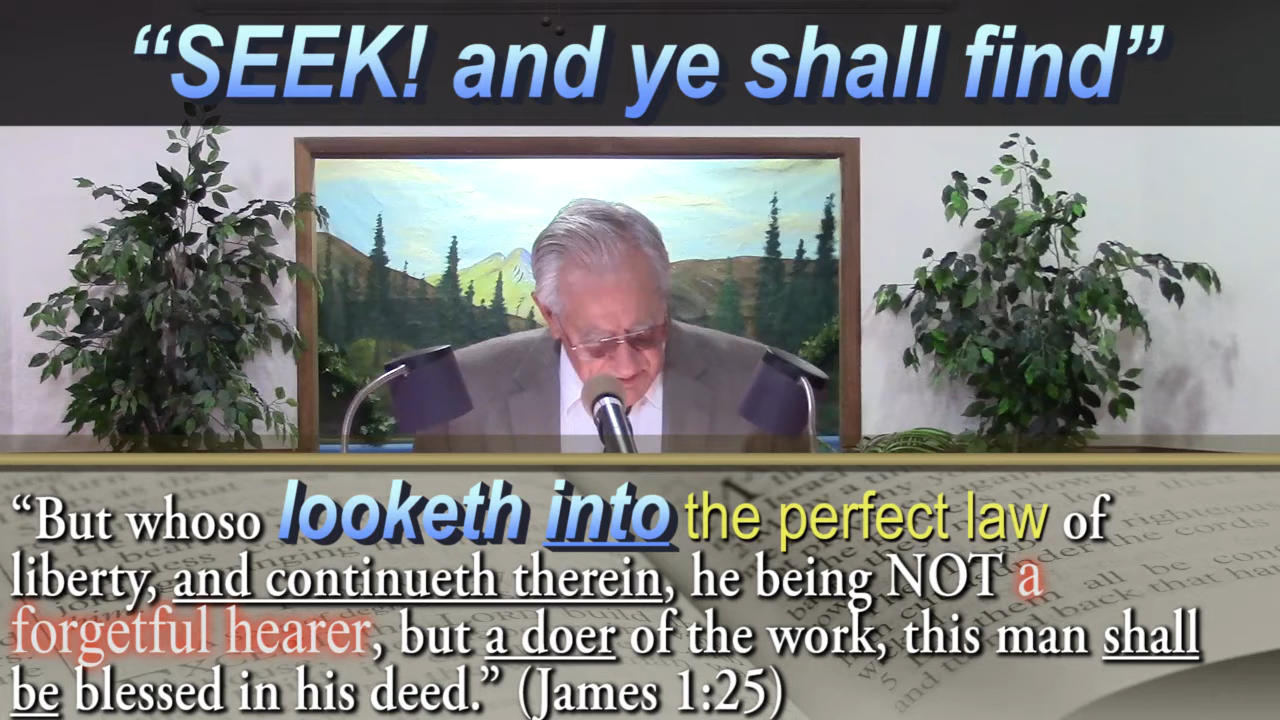 “SEEK! and ye shall find”
“But whoso looketh into the perfect law of
liberty, and continueth therein, he being NOT a
forgetful hearer, but a doer of the work, this man shall
be blessed in his deed.” (James 1:25)